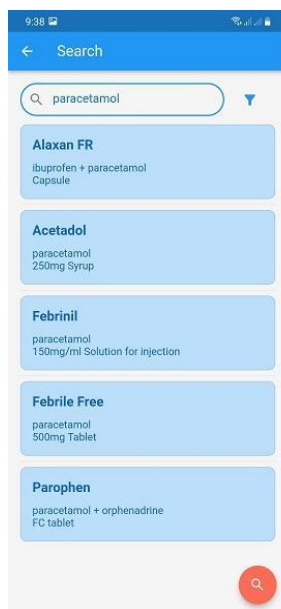 9:38
Search
paracetamol
Alaxan FR
ibuprofen + paracetamol
Capsule
Acetadol
paracetamol
250mg Syrup
Febrinil
paracetamol
150mg/ml Solution for injection
Febrile Free
paracetamol
500mg Tablet
Parophen
paracetamol + orphenadrine
FC tablet